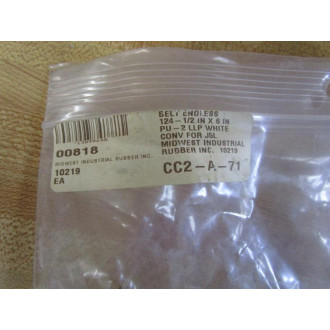 BELT ENDLESS
124-1/2 IN X 6 IN
PU-2 LLP WHITE
CONV FOR JSL
MIDWEST INDUSTRIAL
RUBBER INC. 10219
00818
MIDWEST INDUSTRIAL RUBBER INC.
10219
EA
CC2-A-71